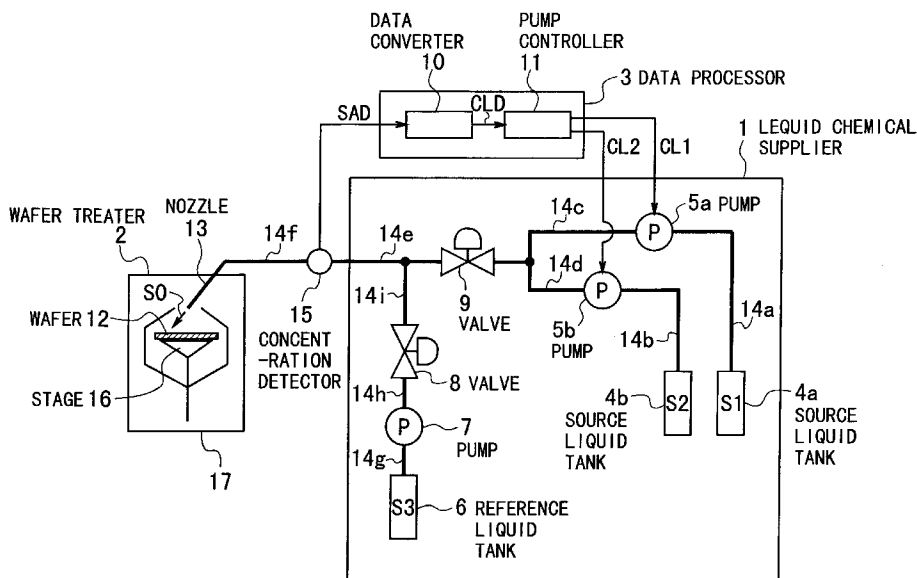 DATA
CONVERTER
10
PUMP
CONTROLLER
11
3 DATA PROCESSOR
SAD
CLD
CL2
CL1
1 LEQUID CHEMICAL
SUPPLIER
WAFER TREATER
2
NOZZLE
13
14f
14e
14c
14d
P
5a PUMP
P
5b
PUMP
9
VALVE
15
CONCENT
-RATION
DETECTOR
SO
WAFER 12
STAGE 16
17
14i
8 VALVE
14h
P
7 PUMP
14g
S3
6 REFERENCE
LIQUID
TANK
14b
14a
4b
SOURCE
LIQUID
TANK
S2
S1
4a
SOURCE
LIQUID
TANK